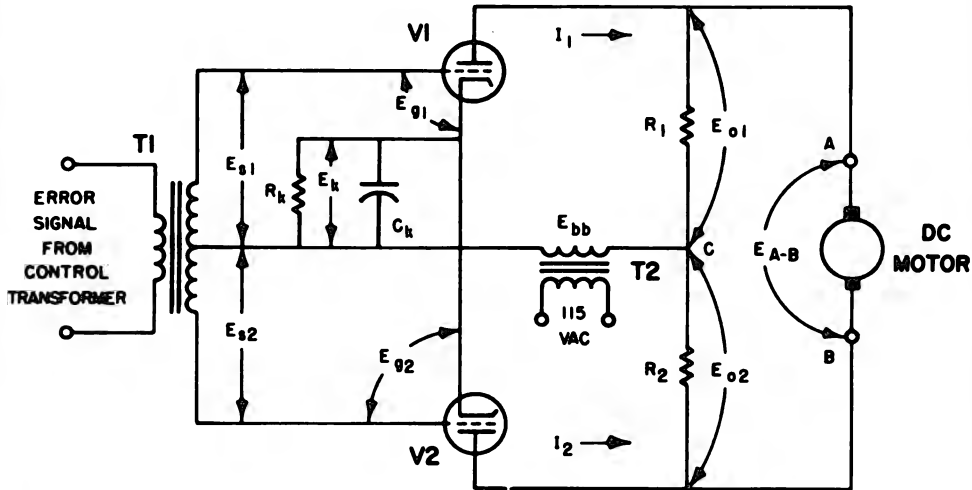 V1
I1
Eg1
T1
Es1
Rk
Ek
Ck
R1
Eo1
A
ERROR
SIGNAL
FROM
CONTROL
TRANSFORMER
Ebb
C
T2
115
VAC
EA-B
DC
MOTOR
Es2
Eg2
R2
Eo2
B
V2
I2